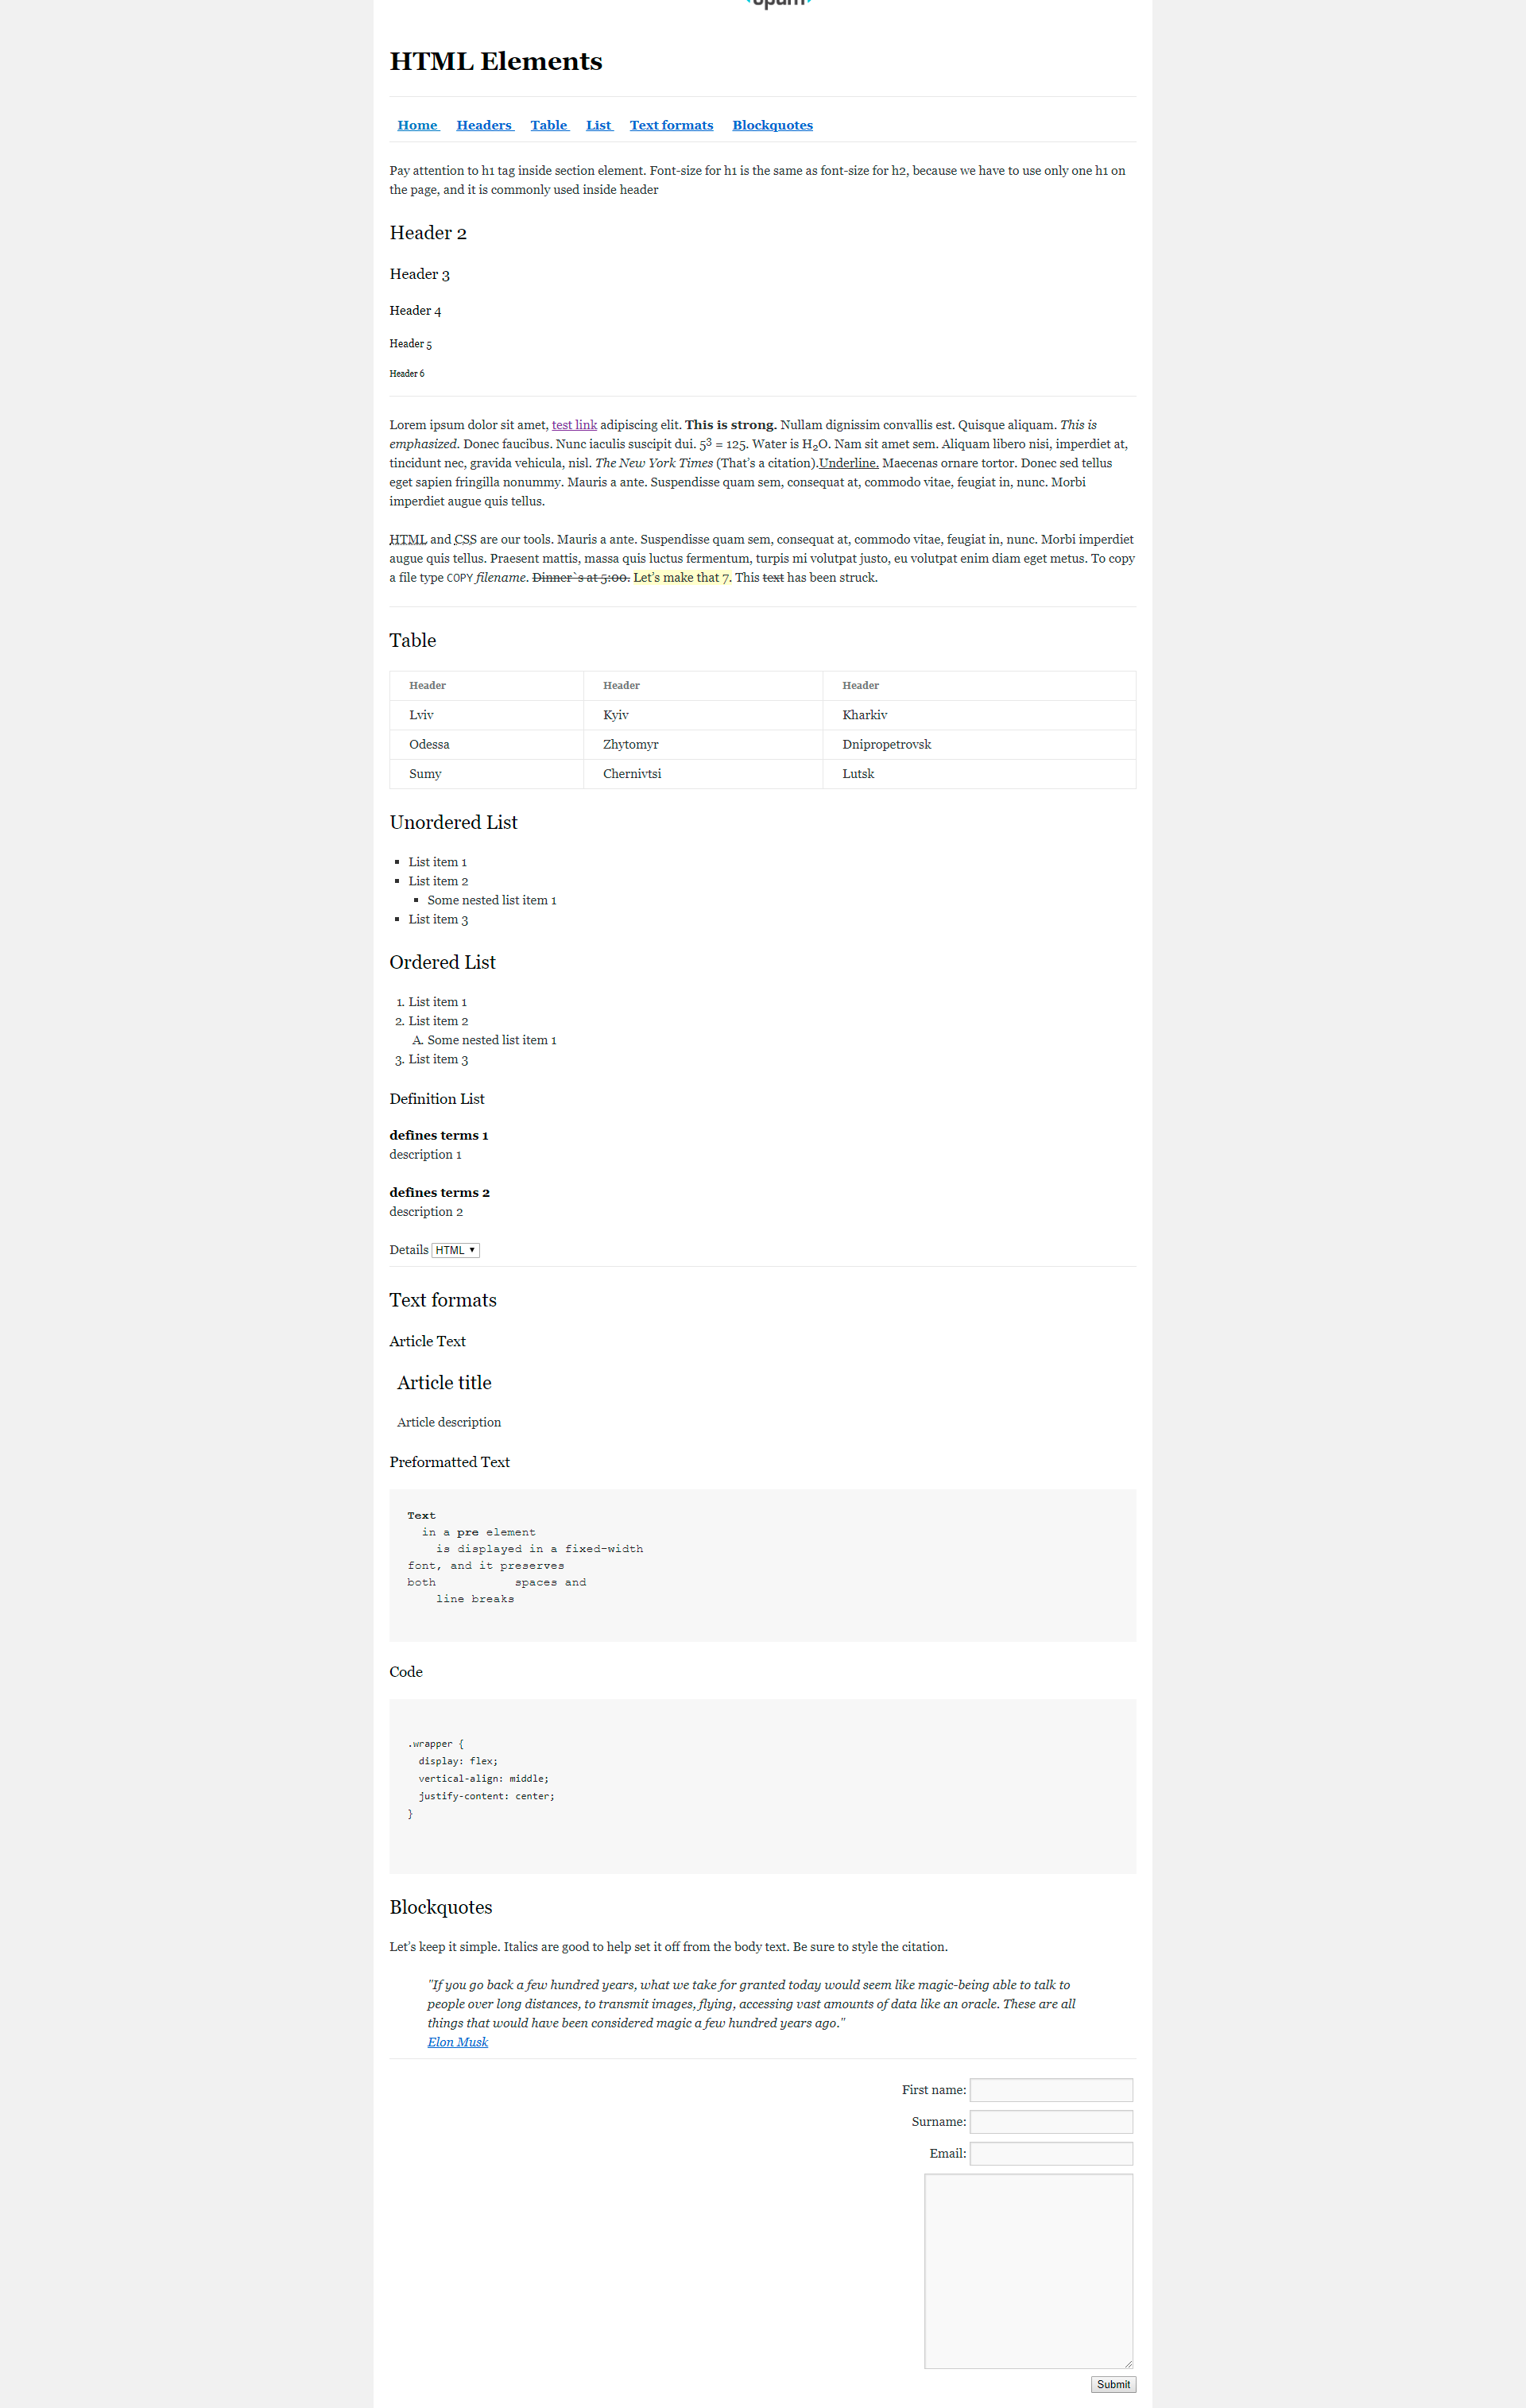 HTML Elements
Home Headers Table List Text formats Blockquotes
Pay attention to h1 tag inside section element. Font-size for h1 is the same as font-size for h2, because we have to use only one h1 on
the page, and it is commonly used inside header
Header 2
Header 3
Header 4
Header 5
Header 6
Lorem ipsum dolor sit amet, test link adipiscing elit. This is strong. Nullam dignissim convallis est. Quisque aliquam. This is
emphasized. Donec faucibus. Nunc iaculis suscipit dui. 5³ = 125. Water is H₂O. Nam sit amet sem. Aliquam libero nisi, imperdiet at,
tincidunt nec, gravida vehicula, nisl. The New York Times (That’s a citation).Underline. Maecenas ornare tortor. Donec sed tellus
eget sapien fringilla nonummy. Mauris a ante. Suspendisse quam sem, consequat at, commodo vitae, feugiat in, nunc. Morbi
imperdiet augue quis tellus.
HTML and CSS are our tools. Mauris a ante. Suspendisse quam sem, consequat at, commodo vitae, feugiat in, nunc. Morbi imperdiet
augue quis tellus. Praesent mattis, massa quis luctus fermentum, turpis mi volutpat justo, eu volutpat enim diam eget metus. To copy
a file type COPY filename. Dinner`s at 5:00. Let’s make that 7. This text has been struck.
Table
Header Header Header
Lviv Kyiv Kharkiv
Odessa Zhytomyr Dnipropetrovsk
Sumy Chernivtsi Lutsk
Unordered List
List item 1
List item 2
Some nested list item 1
List item 3
Ordered List
1. List item 1
2. List item 2
A. Some nested list item 1
3. List item 3
Definition List
defines terms 1
description 1
defines terms 2
description 2
Details HTML
Text formats
Article Text
Article title
Article description
Preformatted Text
Text
in a pre element
is displayed in a fixed-width
font, and it preserves
both spaces and
line breaks
Code
.wrapper {
display: flex;
vertical-align: middle;
justify-content: center;
}
Blockquotes
Let’s keep it simple. Italics are good to help set it off from the body text. Be sure to style the citation.
"If you go back a few hundred years, what we take for granted today would seem like magic-being able to talk to
people over long distances, to transmit images, flying, accessing vast amounts of data like an oracle. These are all
things that would have been considered magic a few hundred years ago."
Elon Musk
First name:
Surname:
Email:
Submit